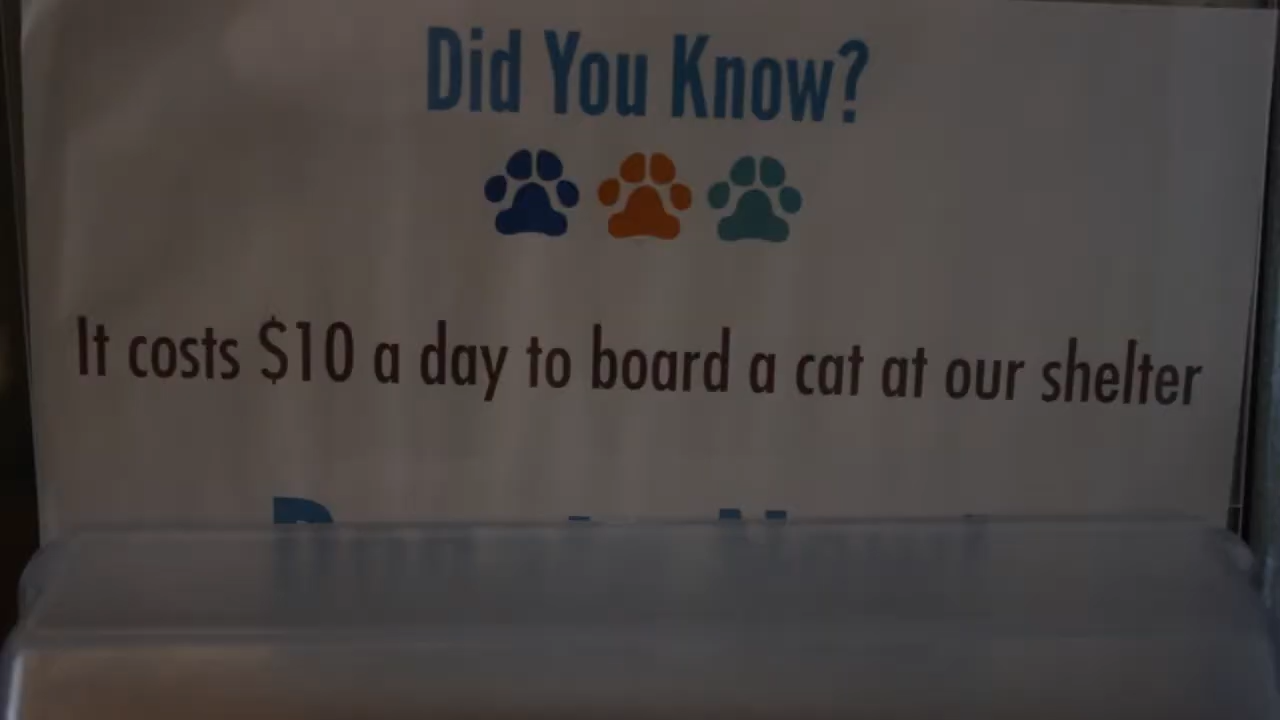 Did You Know?
It costs $10 a day to board a cat at our shelter